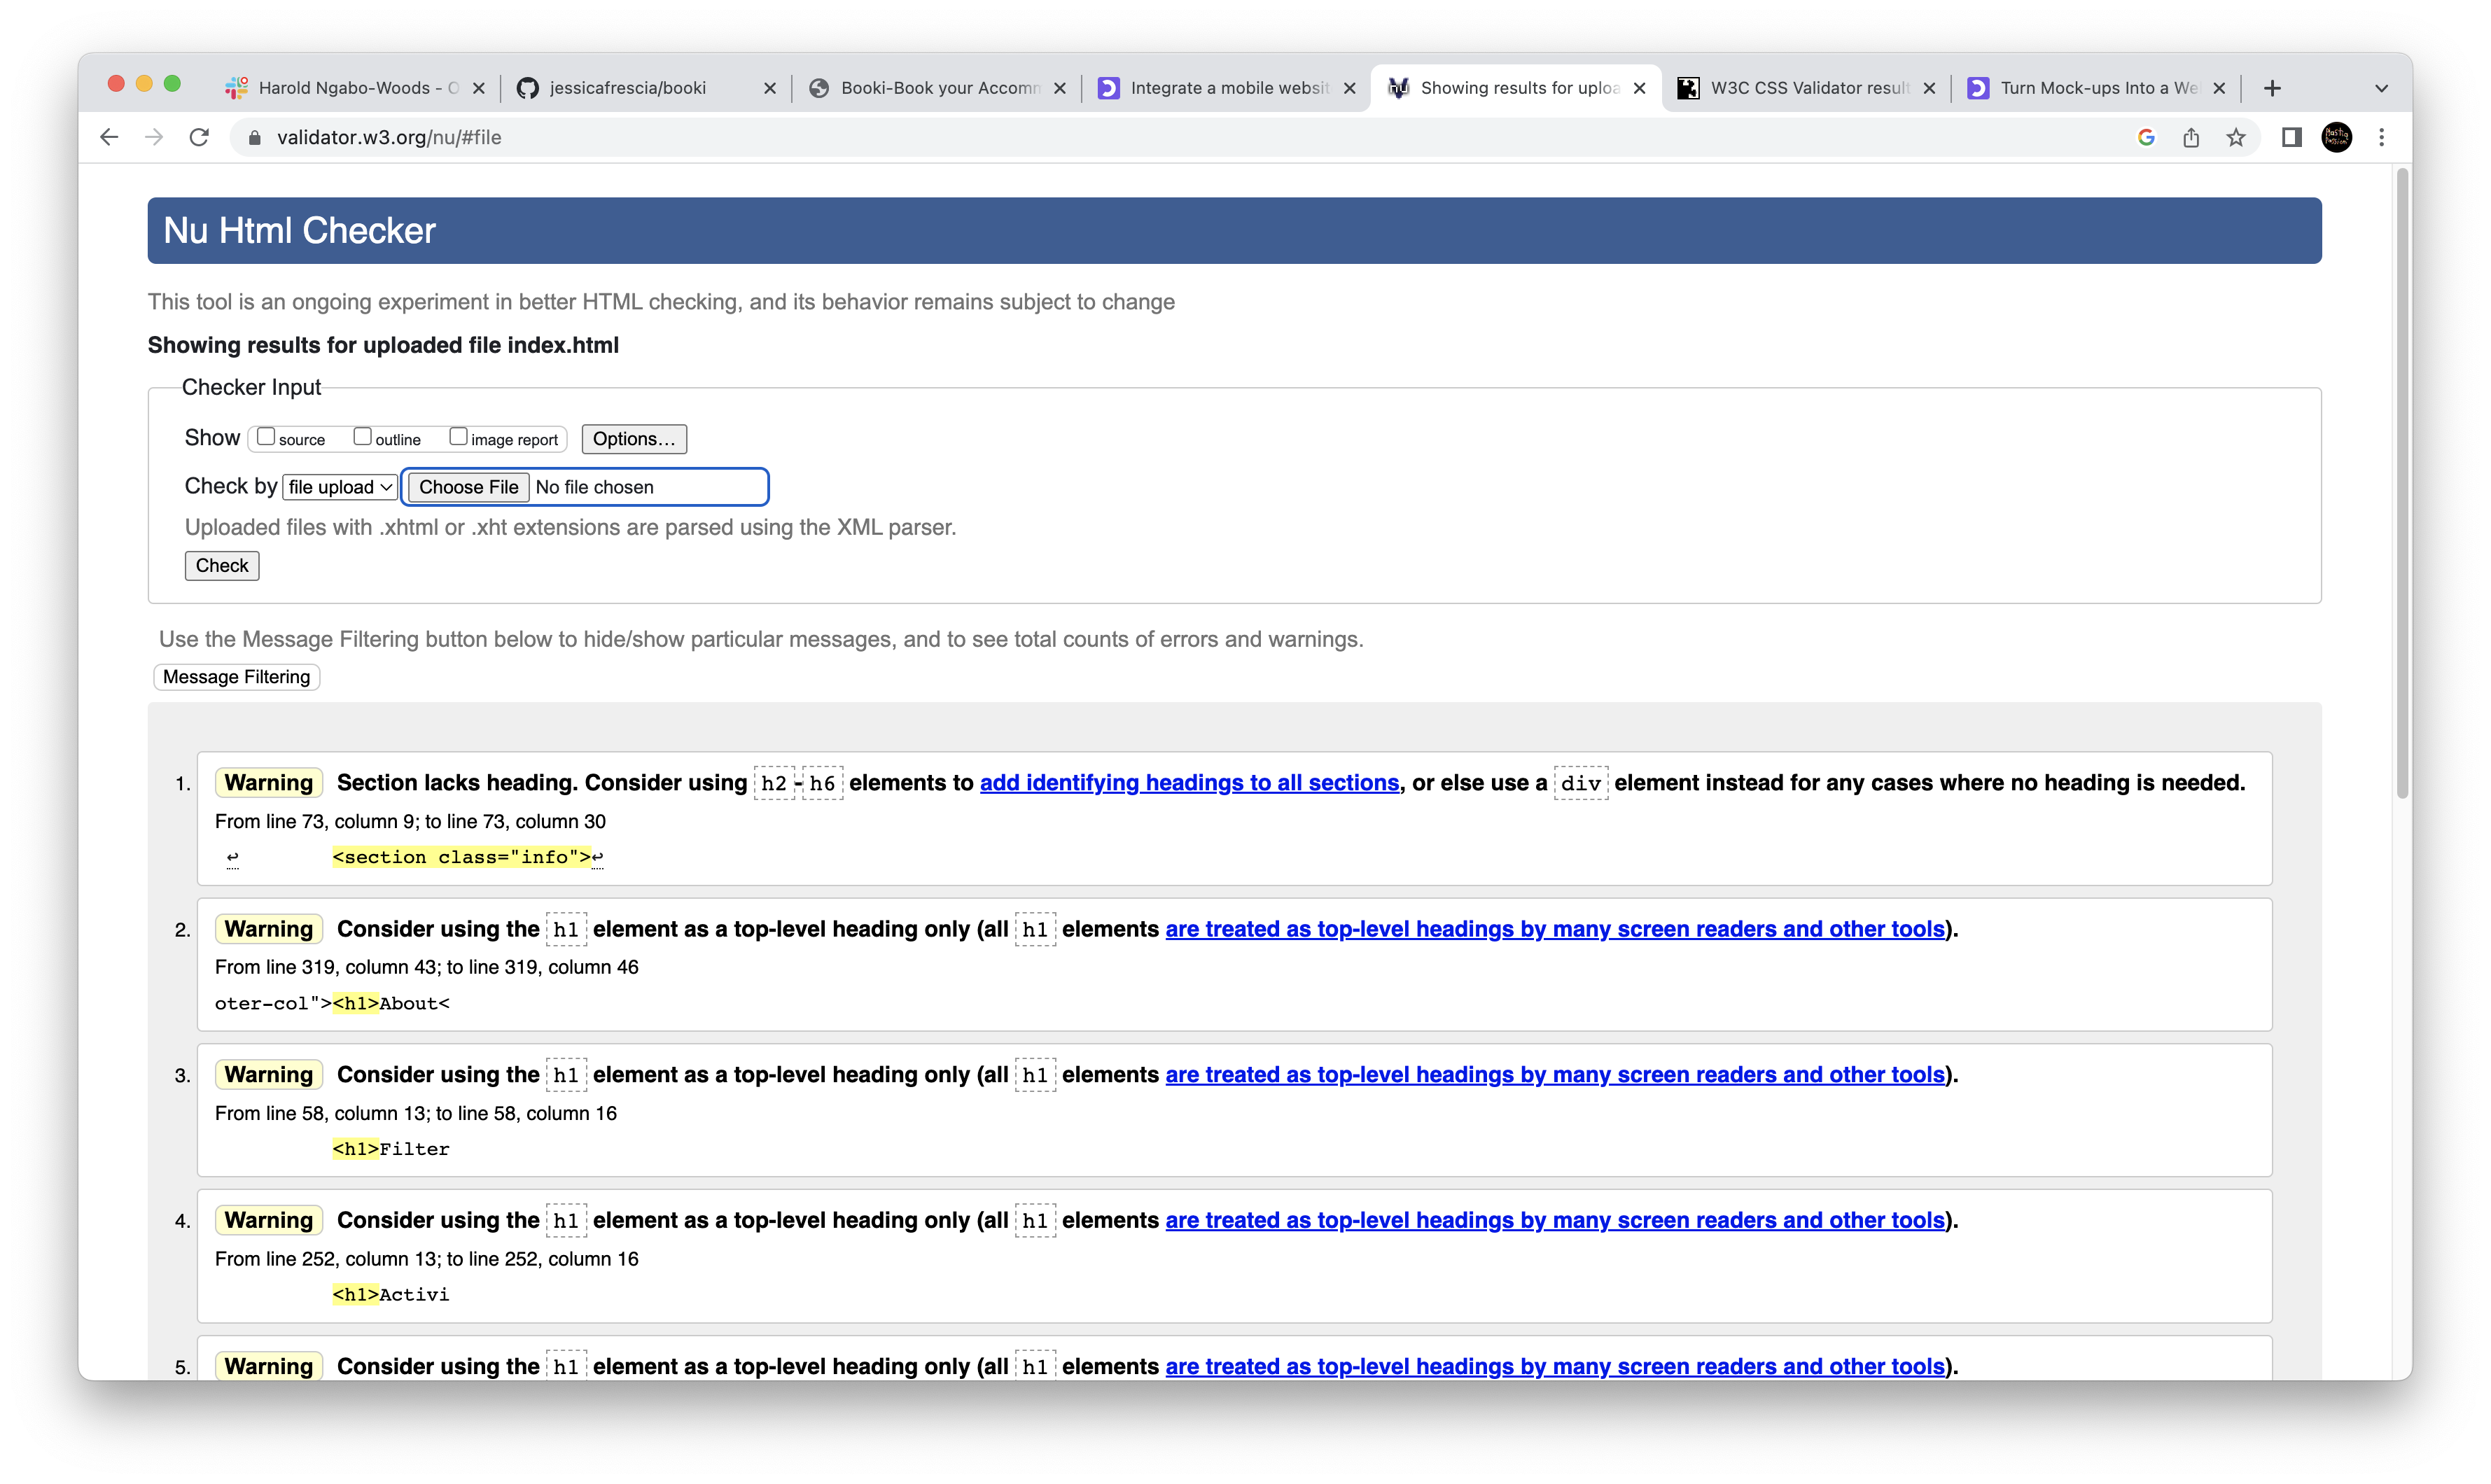 Harold Ngabo-Woods - O
jessicafrescia/booki
Booki-Book your Accomm
Integrate a mobile websit
Showing results for uploa
W3C CSS Validator result
Turn Mock-ups Into a We
validator.w3.org/nu/#file
Nu Html Checker
This tool is an ongoing experiment in better HTML checking, and its behavior remains subject to change
Showing results for uploaded file index.html
Checker Input
Show source outline image report Options...
Check by file upload Choose File No file chosen
Uploaded files with .xhtml or .xht extensions are parsed using the XML parser.
Check
Use the Message Filtering button below to hide/show particular messages, and to see total counts of errors and warnings.
Message Filtering
1. Warning Section lacks heading. Consider using h2-h6 elements to add identifying headings to all sections, or else use a div element instead for any cases where no heading is needed.
From line 73, column 9; to line 73, column 30
↩ <section class="info">↩
2. Warning Consider using the h1 element as a top-level heading only (all h1 elements are treated as top-level headings by many screen readers and other tools).
From line 319, column 43; to line 319, column 46
oter-col"><h1>About<
3. Warning Consider using the h1 element as a top-level heading only (all h1 elements are treated as top-level headings by many screen readers and other tools).
From line 58, column 13; to line 58, column 16
<h1>Filter
4. Warning Consider using the h1 element as a top-level heading only (all h1 elements are treated as top-level headings by many screen readers and other tools).
From line 252, column 13; to line 252, column 16
<h1>Activi
5. Warning Consider using the h1 element as a top-level heading only (all h1 elements are treated as top-level headings by many screen readers and other tools).